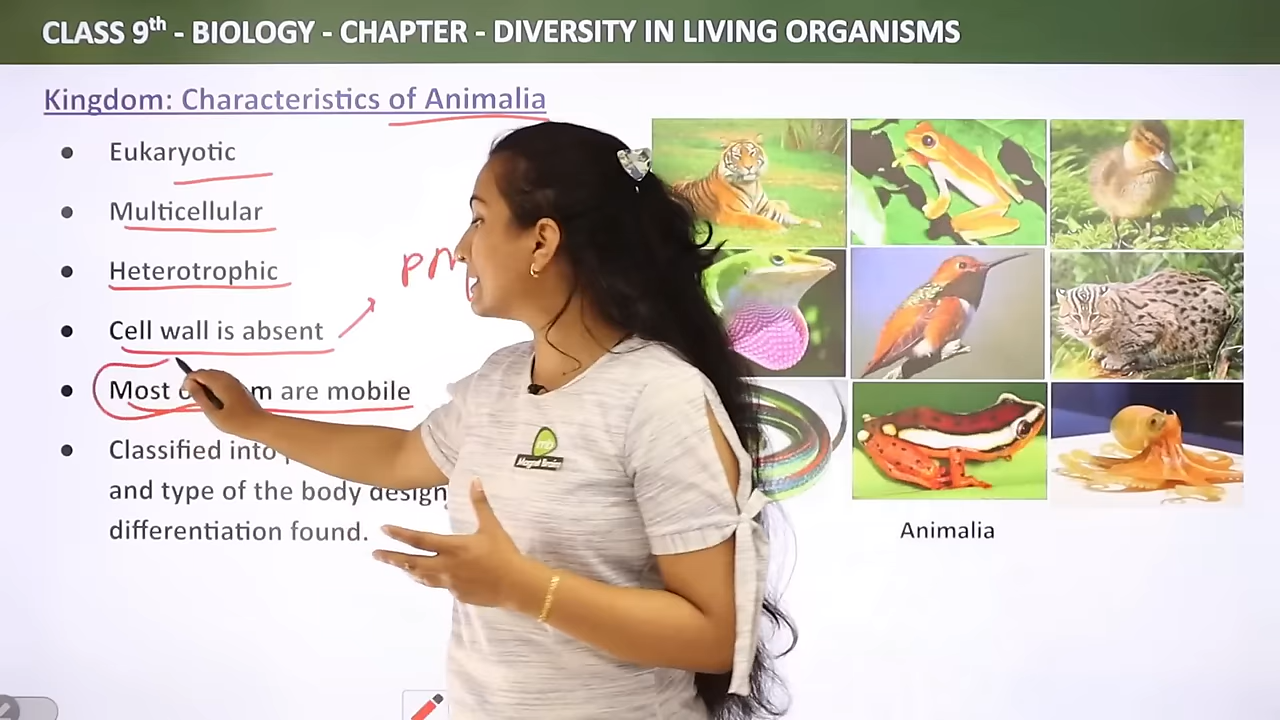 CLASS 9th - BIOLOGY - CHAPTER - DIVERSITY IN LIVING ORGANISMS
Kingdom: Characteristics of Animalia
• Eukaryotic
• Multicellular
• Heterotrophic
• Cell wall is absent
• Most are mobile
• Classified into
and type of the body design
differentiation found.
Animalia